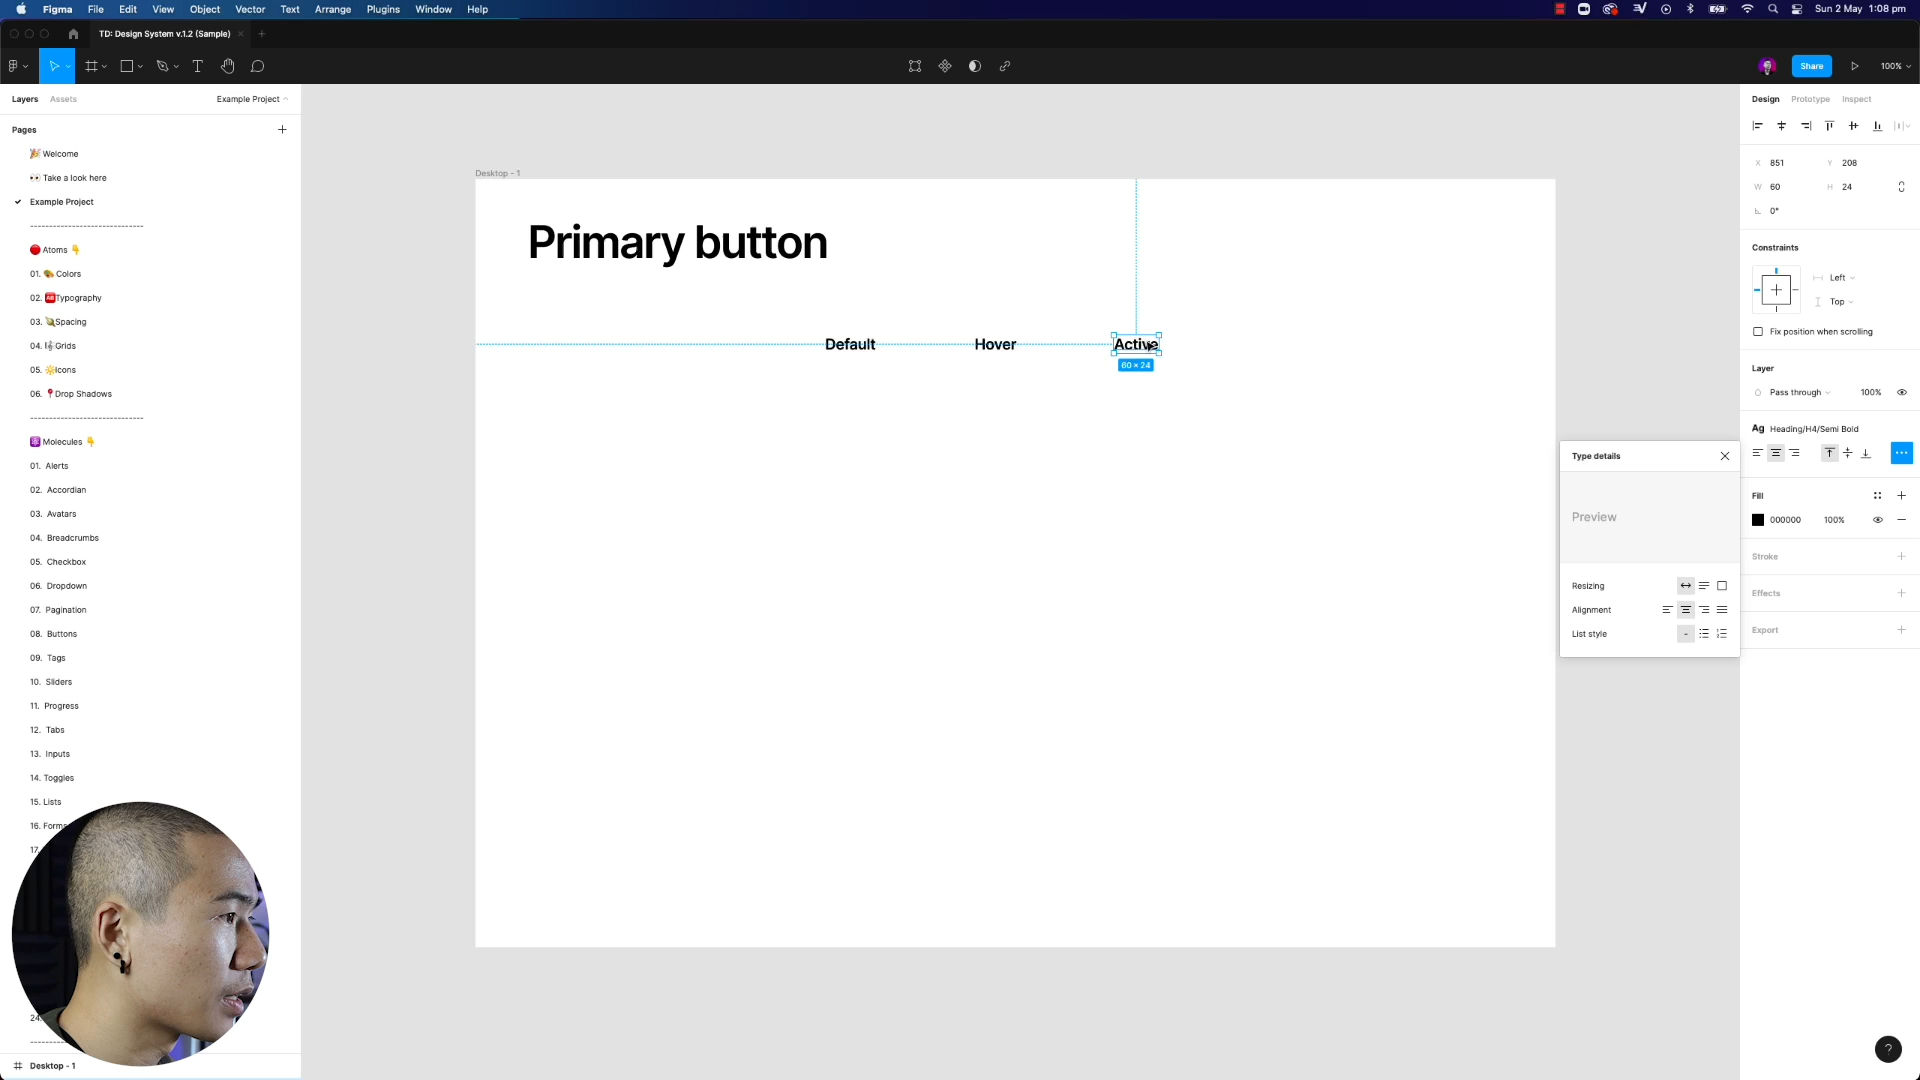 Figma File Edit View Object Vector Text Arrange Plugins Window Help
Sun 2 May 1:08 pm
TD: Design System v.1.2 (Sample)
Share
100%
Layers Assets
Example Project
Pages
Welcome
Take a look here
Example Project
------------------------------
Atoms
01. Colors
02. Typography
03. Spacing
04. Grids
05. Icons
06. Drop Shadows
------------------------------
Molecules
01. Alerts
02. Accordian
03. Avatars
04. Breadcrumbs
05. Checkbox
06. Dropdown
07. Pagination
08. Buttons
09. Tags
10. Sliders
11. Progress
12. Tabs
13. Inputs
14. Toggles
15. Lists
16. Forms
17.
24.
Desktop - 1
Desktop - 1
Primary button
Default Hover Active
60 × 24
Type details
Preview
Resizing
Alignment
List style
Design Prototype Inspect
X 851 Y 208
W 60 H 24
0°
Constraints
Left
Top
Fix position when scrolling
Layer
Pass through 100%
Ag Heading/H4/Semi Bold
Fill
000000 100%
Stroke
Effects
Export
?